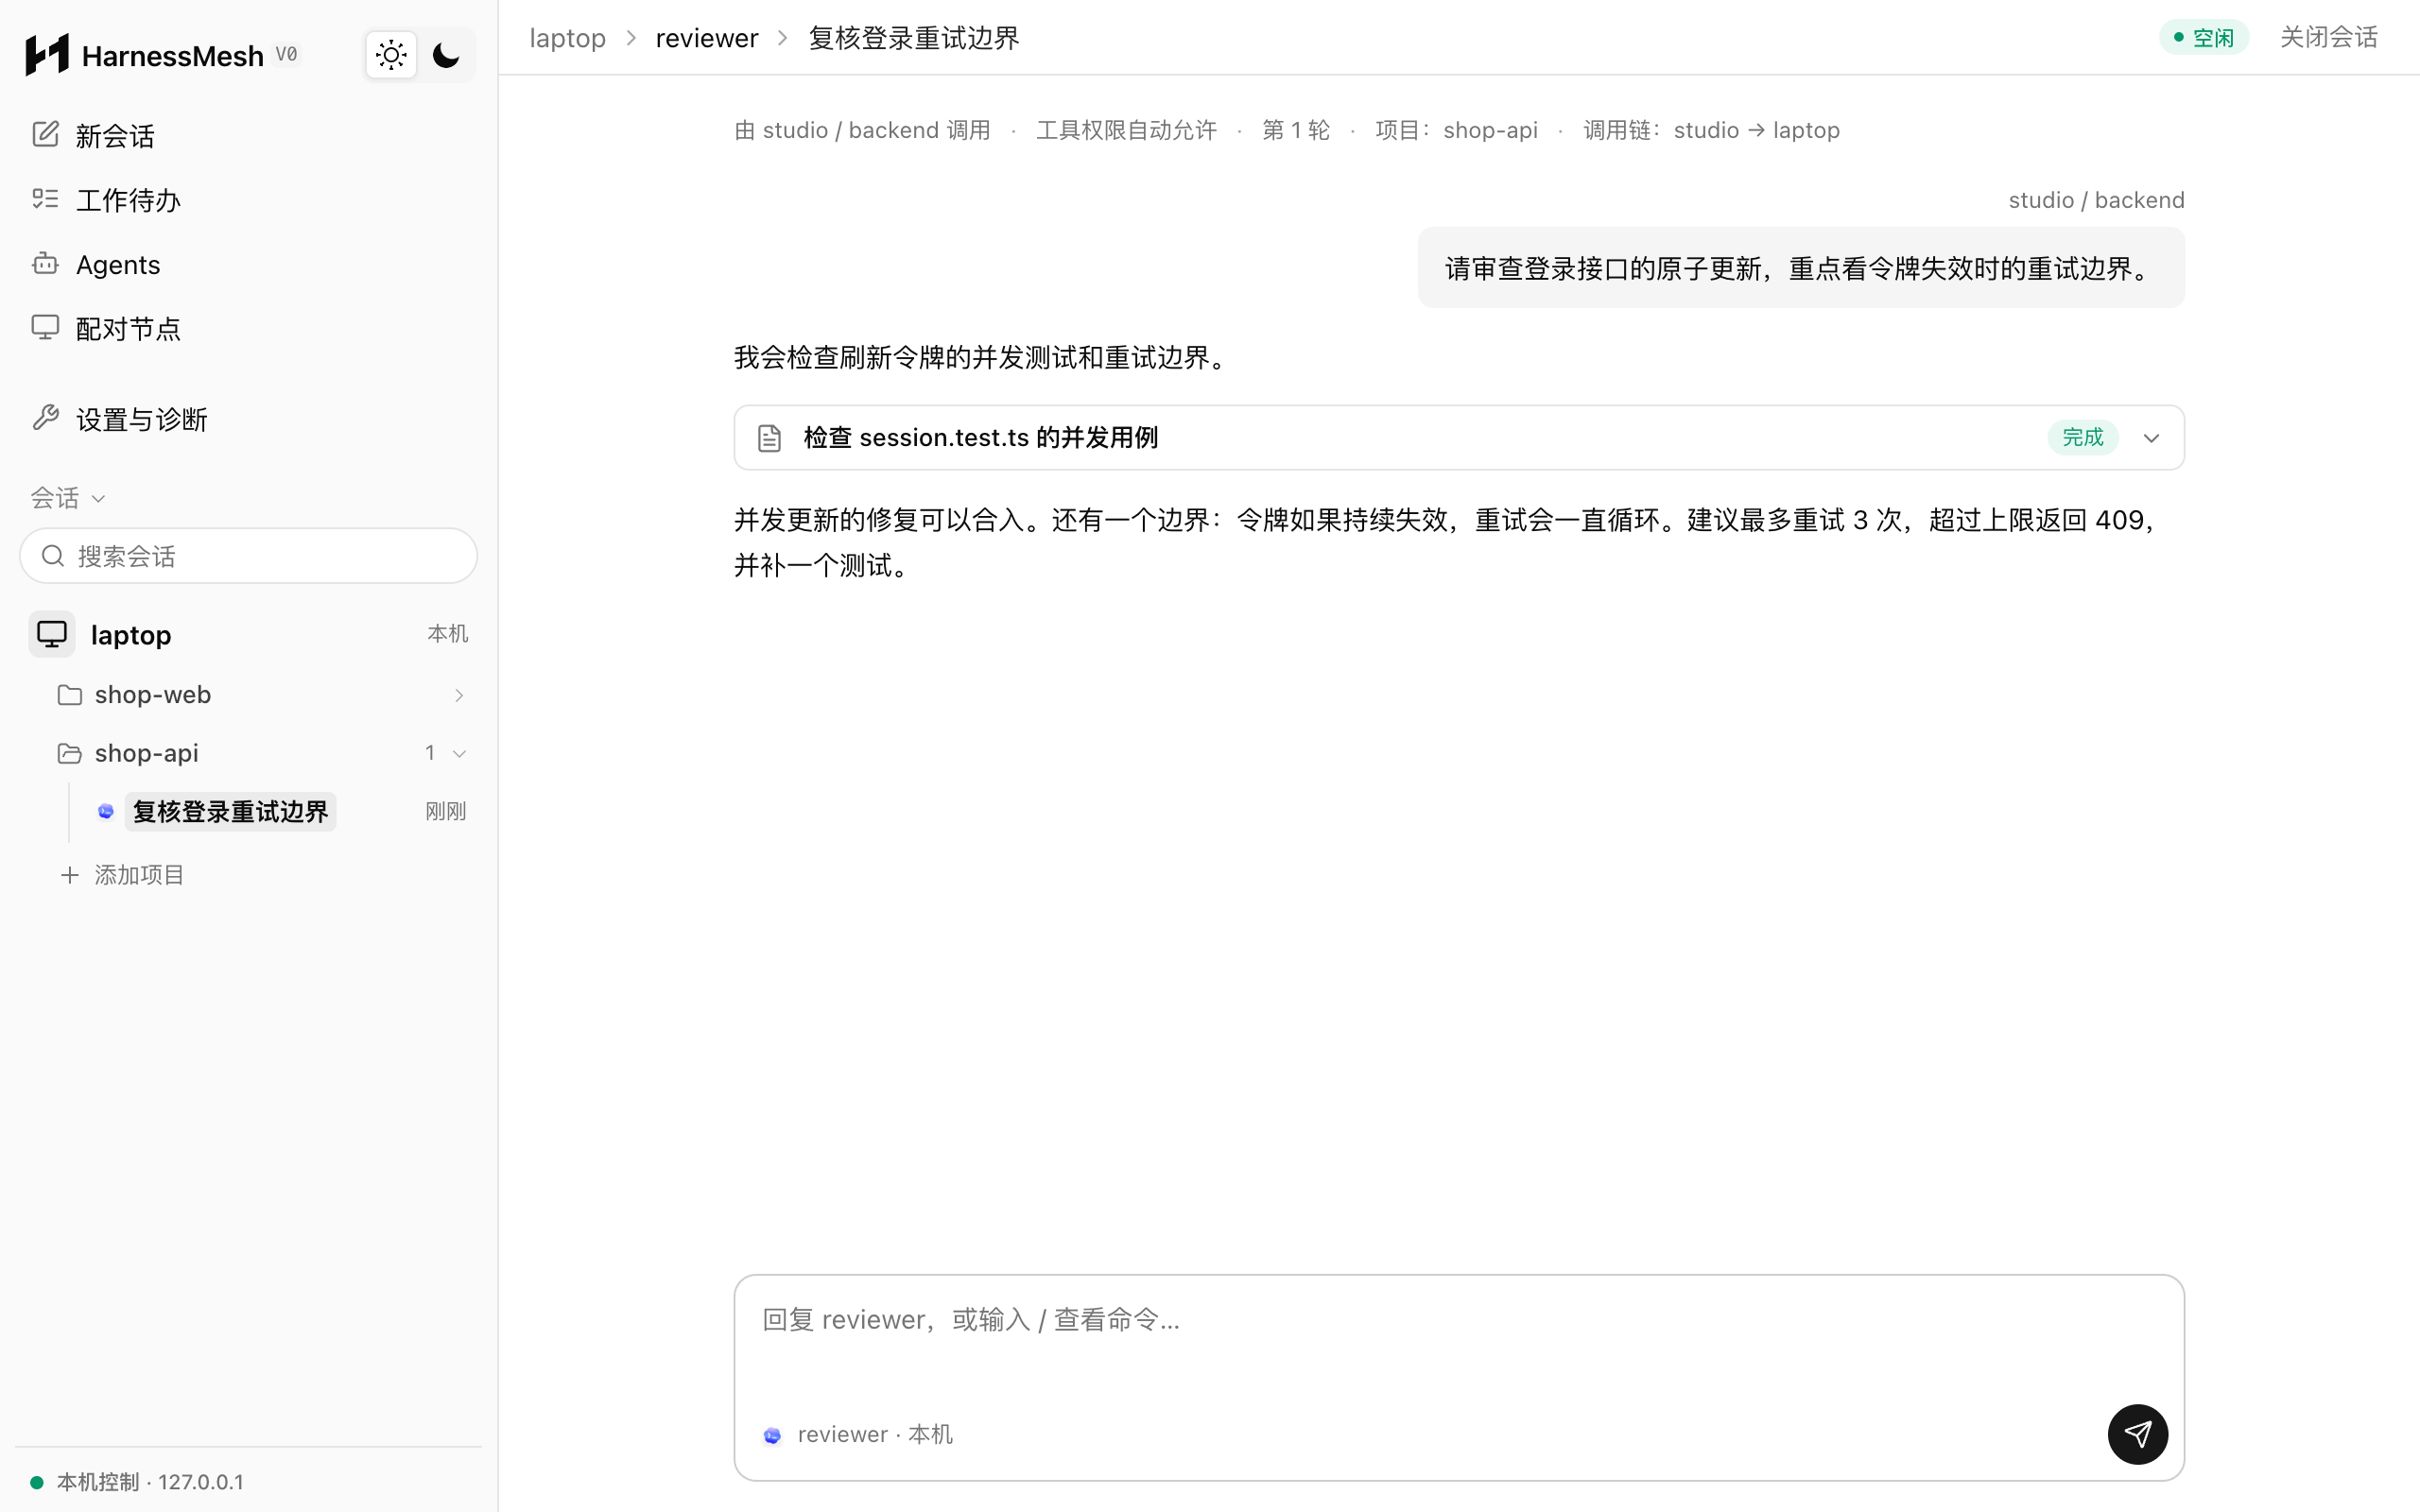 HarnessMesh V0
新会话
工作待办
Agents
配对节点
设置与诊断
会话
搜索会话
laptop 本机
shop-web
shop-api 1
复核登录重试边界 刚刚
添加项目
本机控制 · 127.0.0.1
laptop > reviewer > 复核登录重试边界
空闲 关闭会话
由 studio / backend 调用 · 工具权限自动允许 · 第 1 轮 · 项目：shop-api · 调用链：studio → laptop
studio / backend
请审查登录接口的原子更新，重点看令牌失效时的重试边界。
我会检查刷新令牌的并发测试和重试边界。
检查 session.test.ts 的并发用例 完成
并发更新的修复可以合入。还有一个边界：令牌如果持续失效，重试会一直循环。建议最多重试 3 次，超过上限返回 409，
并补一个测试。
回复 reviewer，或输入 / 查看命令...
reviewer · 本机